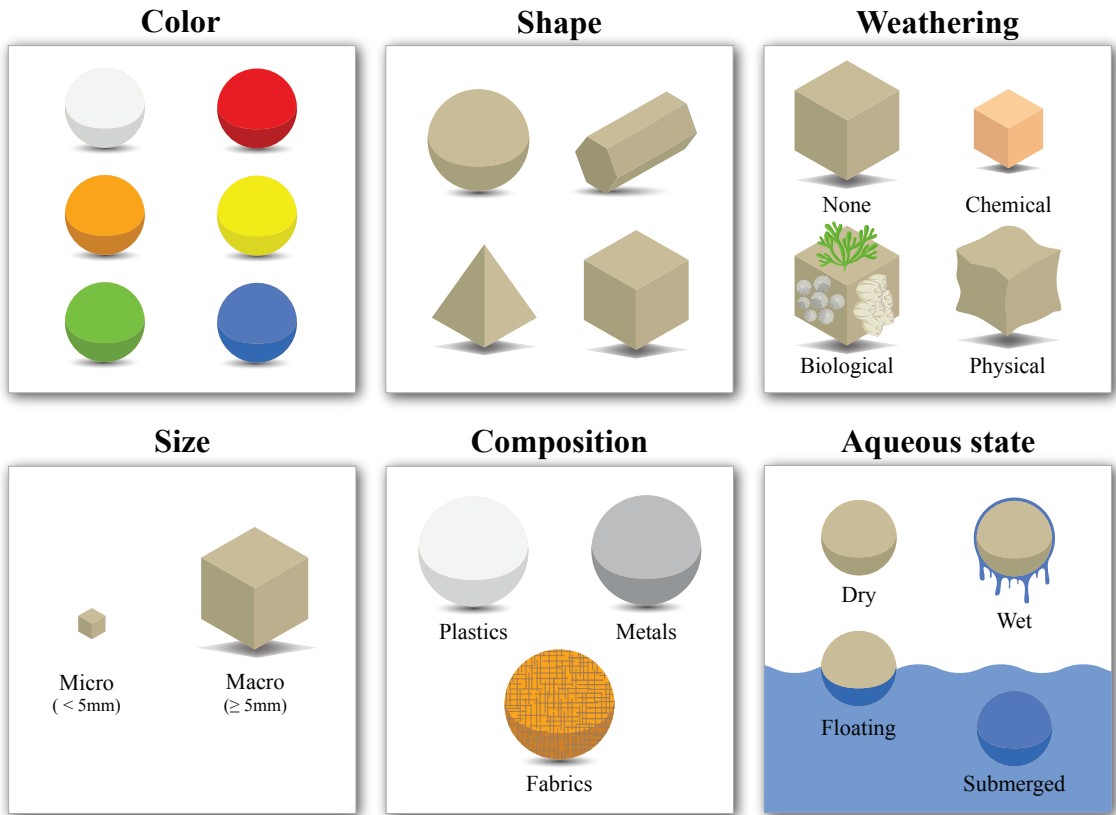 Color
Shape
Weathering
None
Chemical
Biological
Physical
Size
Composition
Aqueous state
Micro
( < 5mm)
Macro
(≥ 5mm)
Plastics
Metals
Fabrics
Dry
Wet
Floating
Submerged